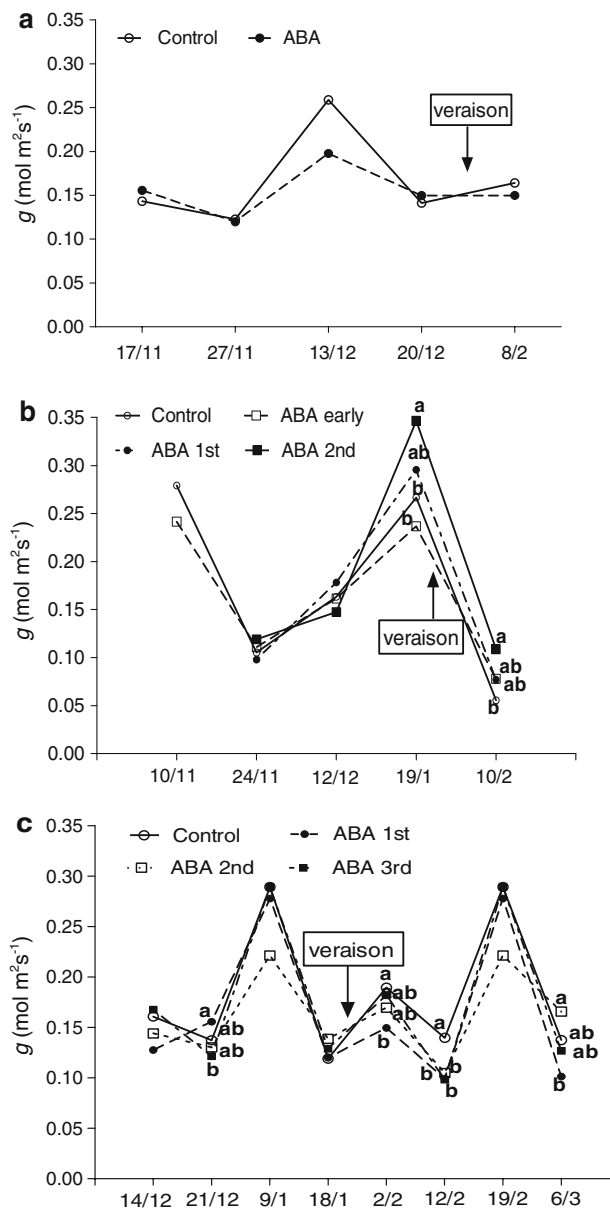 a
Control ABA
0.35
0.30
0.25
0.20
0.15
0.10
0.05
0.00
g (mol m²s⁻¹)
veraison
17/11 27/11 13/12 20/12 8/2
b
Control ABA early
ABA 1st ABA 2nd
0.35
0.30
0.25
0.20
0.15
0.10
0.05
0.00
g (mol m²s⁻¹)
a
ab
b
b
veraison
a
ab
ab
b
10/11 24/11 12/12 19/1 10/2
c
Control ABA 1st
ABA 2nd ABA 3rd
0.35
0.30
0.25
0.20
0.15
0.10
0.05
0.00
g (mol m²s⁻¹)
veraison
a
ab
ab
b
a
ab
ab
b
a
b
b
b
a
ab
ab
b
14/12 21/12 9/1 18/1 2/2 12/2 19/2 6/3